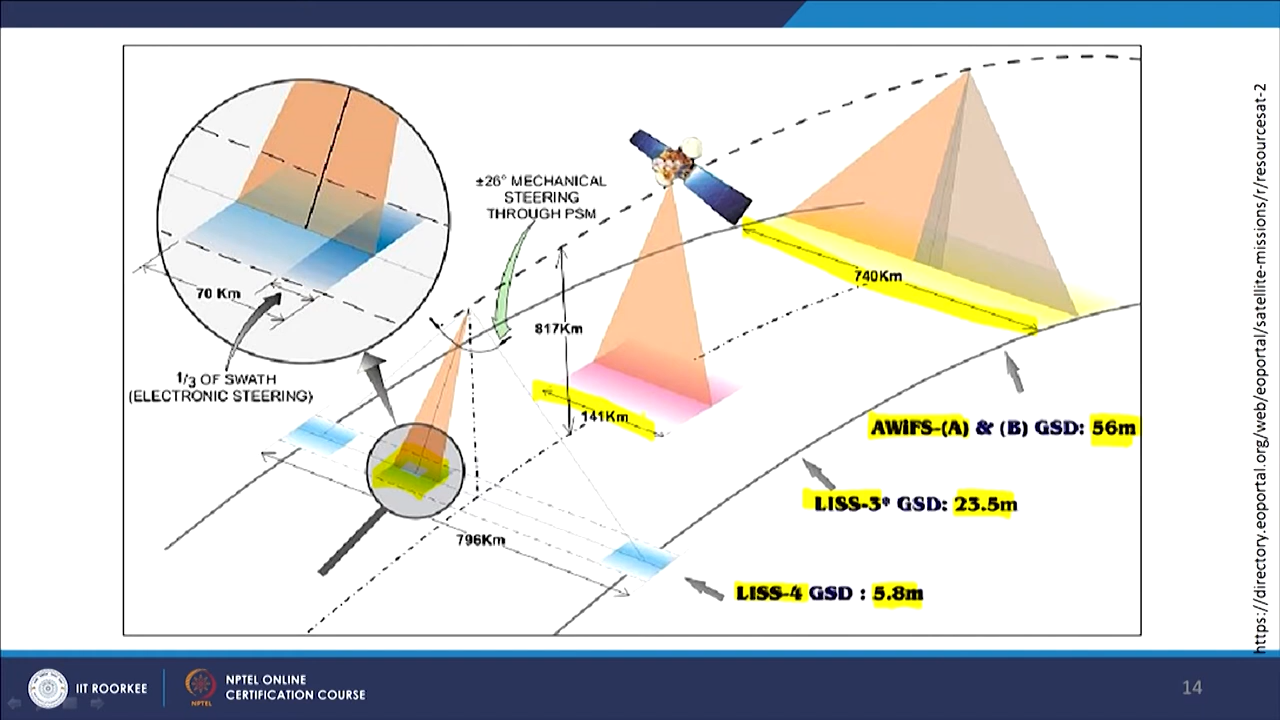 ±26° MECHANICAL
STEERING
THROUGH PSM
740Km
70 Km
817Km
1/3 OF SWATH
(ELECTRONIC STEERING)
141Km
AWiFS-(A) & (B) GSD: 56m
LISS-3* GSD: 23.5m
796Km
LISS-4 GSD : 5.8m
https://directory.eoportal.org/web/eoportal/satellite-missions/r/resourcesat-2
IIT ROORKEE
NPTEL
NPTEL ONLINE
CERTIFICATION COURSE
14